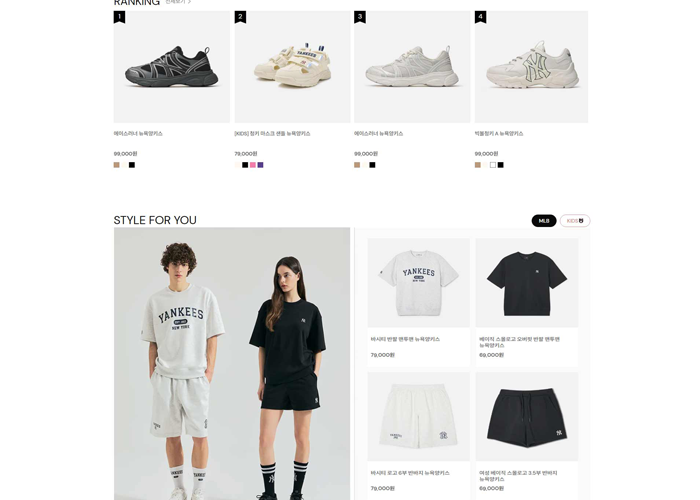 RANKING 전체보기 >
1
2
3
4
YANKEES
NY
에이스러너 뉴욕양키스
[KIDS] 청키 마스크 샌들 뉴욕양키스
에이스러너 뉴욕양키스
빅볼청키 A 뉴욕양키스
99,000원
79,000원
99,000원
99,000원
STYLE FOR YOU
MLB
KIDS
YANKEES
NEW YORK
YANKEES
바시티 반팔 맨투맨 뉴욕양키스
79,000원
베이직 스몰로고 오버핏 반팔 맨투맨
뉴욕양키스
69,000원
바시티 로고 6부 반바지 뉴욕양키스
79,000원
여성 베이직 스몰로고 3.5부 반바지
뉴욕양키스
69,000원
YANKEES
YANKEES